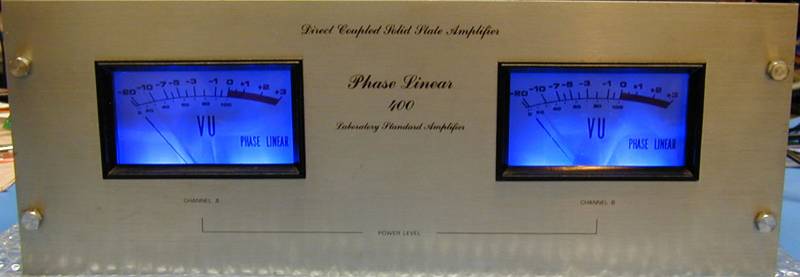 Direct Coupled Solid State Amplifier
-20 -10 -7 -5 -3 -1 0 +1 +2 +3
VU
PHASE LINEAR
Phase Linear
400
Laboratory Standard Amplifier
-20 -10 -7 -5 -3 -1 0 +1 +2 +3
VU
PHASE LINEAR
CHANNEL A
CHANNEL B
POWER LEVEL